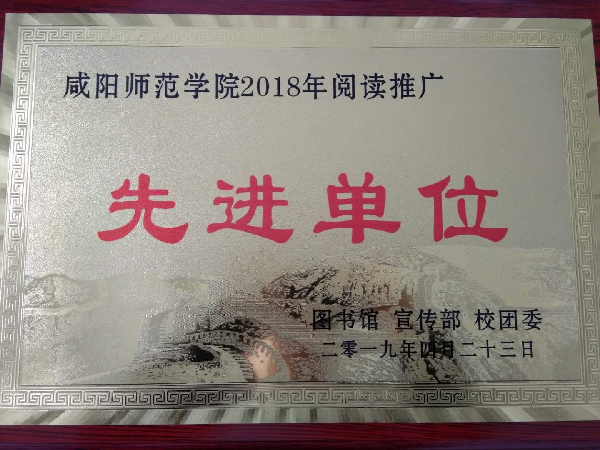 咸阳师范学院2018年阅读推广
先进单位
图书馆 宣传部 校团委
二零一九年四月二十三日